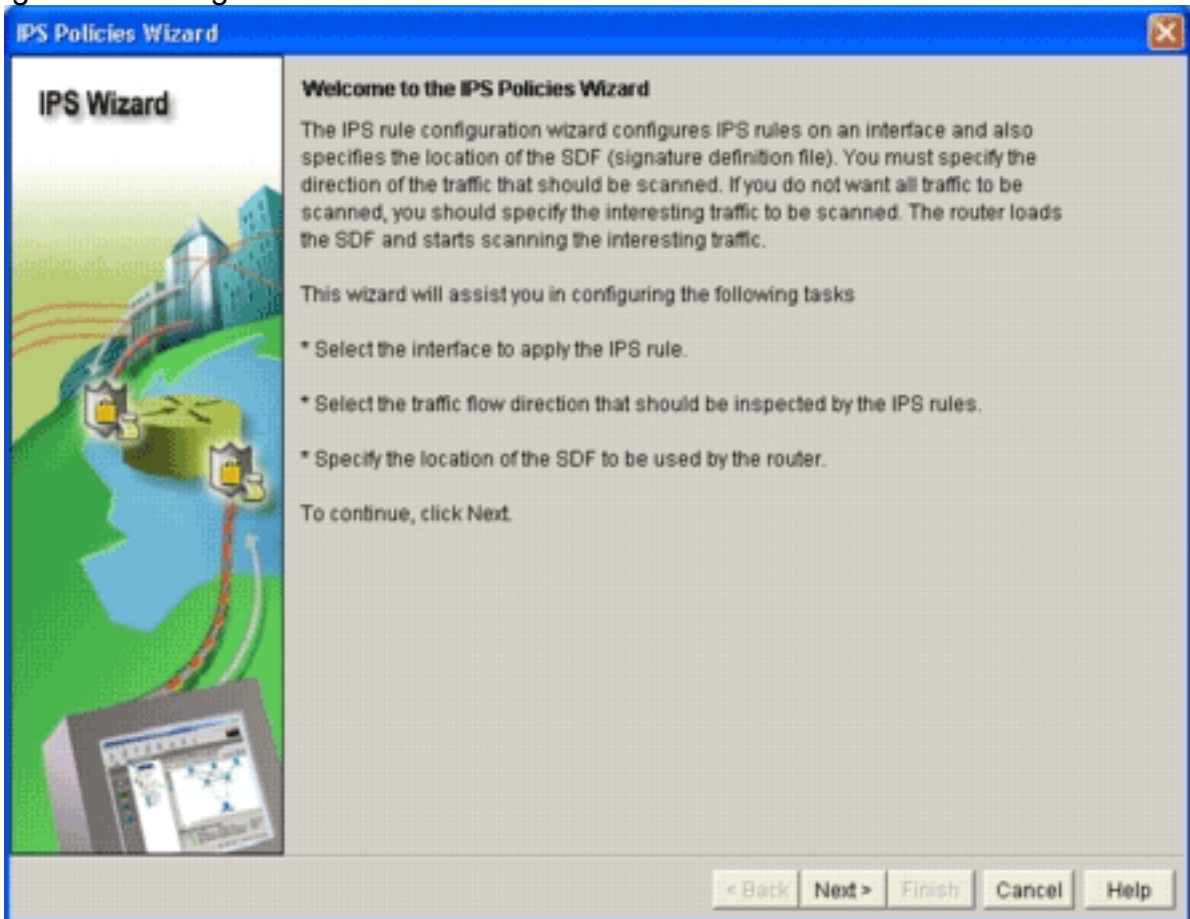 IPS Policies Wizard
IPS Wizard
Welcome to the IPS Policies Wizard
The IPS rule configuration wizard configures IPS rules on an interface and also
specifies the location of the SDF (signature definition file). You must specify the
direction of the traffic that should be scanned. If you do not want all traffic to be
scanned, you should specify the interesting traffic to be scanned. The router loads
the SDF and starts scanning the interesting traffic.
This wizard will assist you in configuring the following tasks
* Select the interface to apply the IPS rule.
* Select the traffic flow direction that should be inspected by the IPS rules.
* Specify the location of the SDF to be used by the router.
To continue, click Next.
< Back Next > Finish Cancel Help